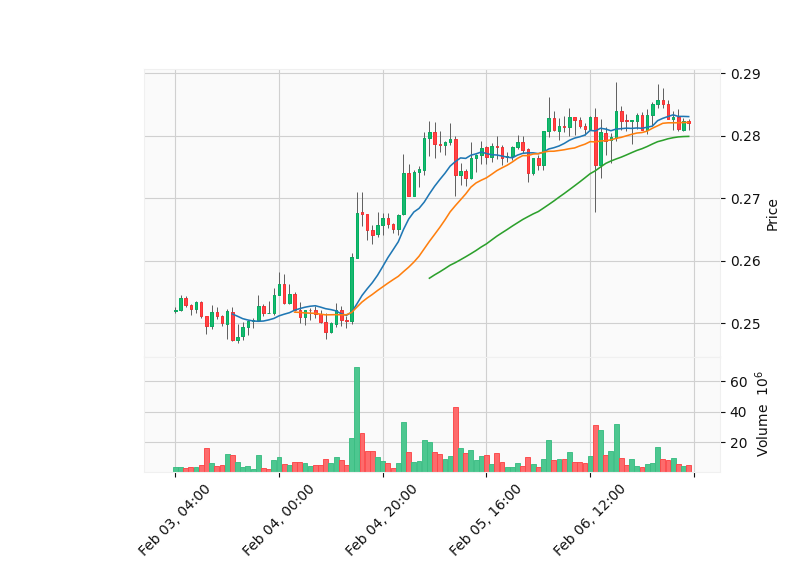 0.29
0.28
0.27
0.26
0.25
Price
60
40
20
Volume 10^6
Feb 03, 04:00
Feb 04, 00:00
Feb 04, 20:00
Feb 05, 16:00
Feb 06, 12:00